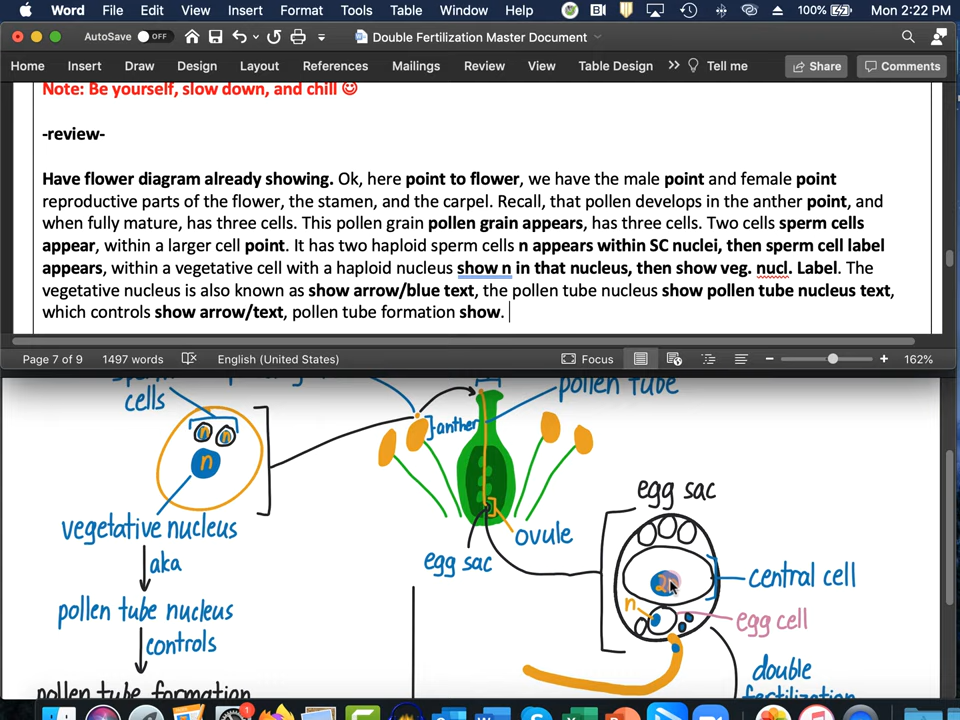 Word File Edit View Insert Format Tools Table Window Help 100% Mon 2:22 PM
AutoSave OFF Double Fertilization Master Document
Home Insert Draw Design Layout References Mailings Review View Table Design >> Tell me Share Comments
Note: Be yourself, slow down, and chill ☺
-review-
Have flower diagram already showing. Ok, here point to flower, we have the male point and female point
reproductive parts of the flower, the stamen, and the carpel. Recall, that pollen develops in the anther point, and
when fully mature, has three cells. This pollen grain pollen grain appears, has three cells. Two cells sperm cells
appear, within a larger cell point. It has two haploid sperm cells n appears within SC nuclei, then sperm cell label
appears, within a vegetative cell with a haploid nucleus show n in that nucleus, then show veg. nucl. Label. The
vegetative nucleus is also known as show arrow/blue text, the pollen tube nucleus show pollen tube nucleus text,
which controls show arrow/text, pollen tube formation show.
Page 7 of 9 1497 words English (United States) Focus 162%
sperm
cells
pollen tube
anther
n n
n
egg sac
vegetative nucleus
ovule
egg sac
aka
central cell
2n
pollen tube nucleus
n
egg cell
controls
double
fertilization
pollen tube formation